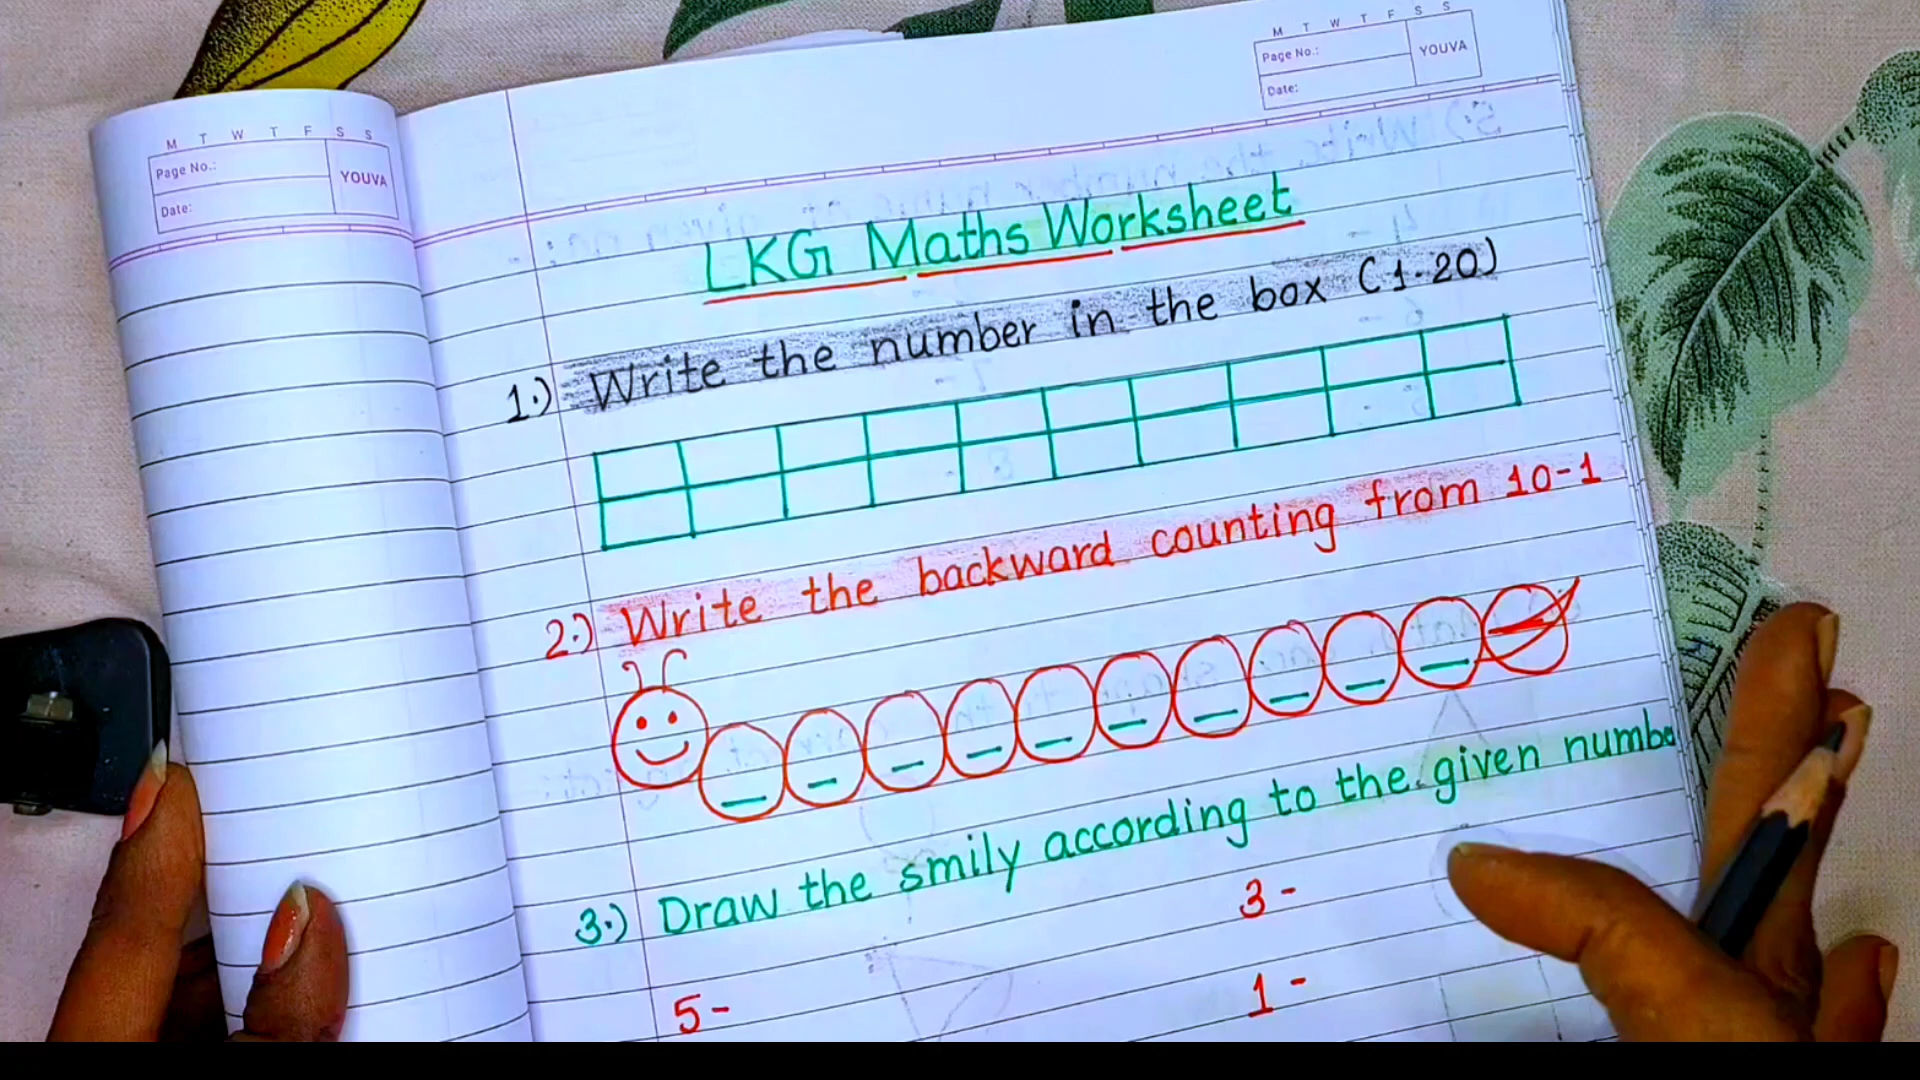 M T W T F S S
Page No.:
YOUVA
Date:
M T W T F S S
Page No.:
YOUVA
Date:
LKG Maths Worksheet
1.) Write the number in the box (1-20)
2.) Write the backward counting from 10-1
3.) Draw the smily according to the given numbe
3 -
5 -
1 -